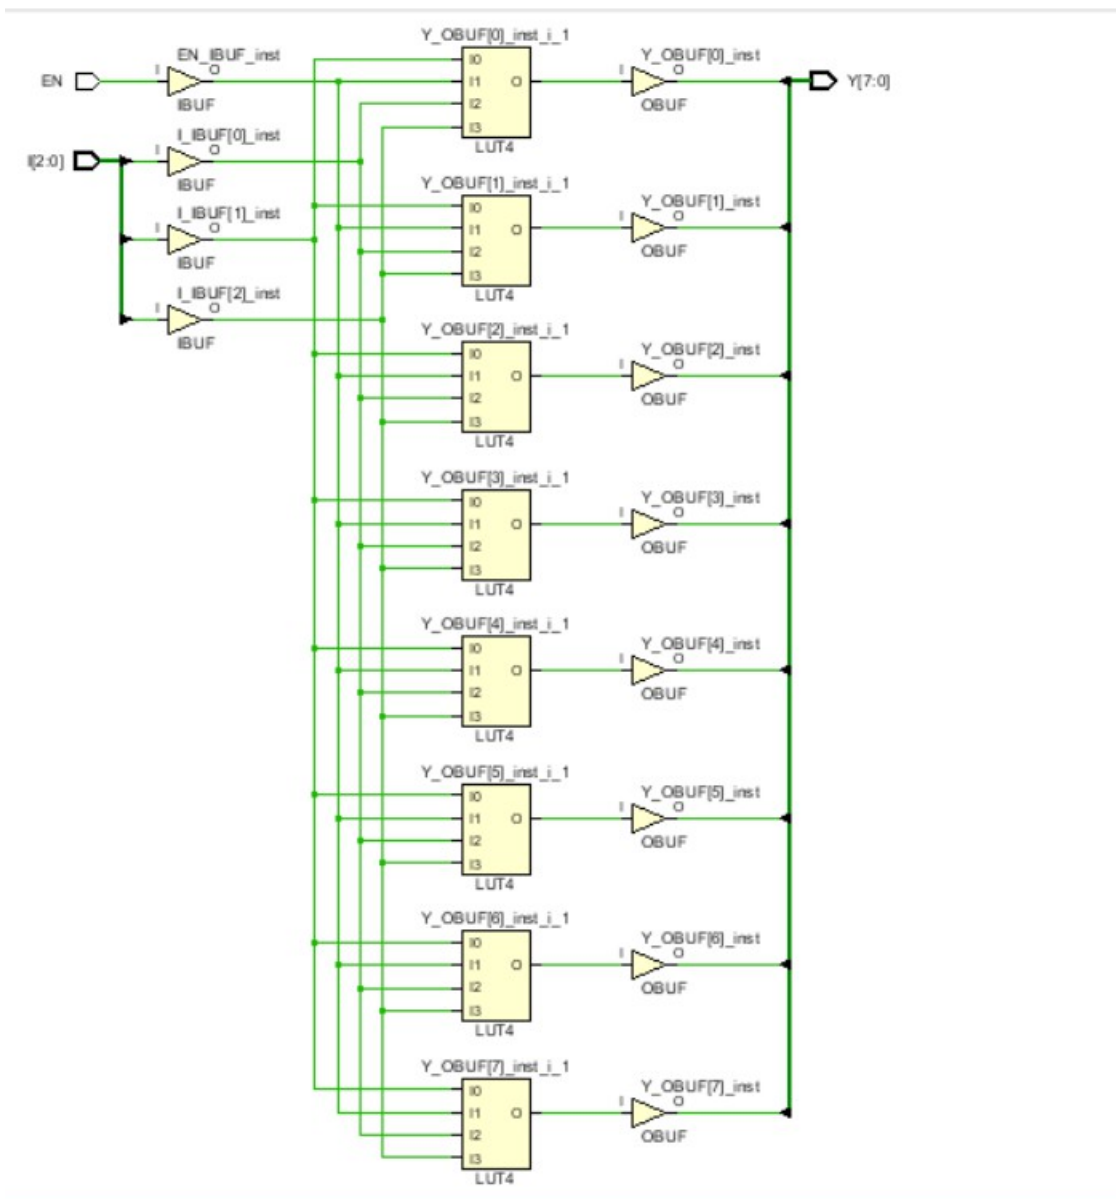 EN
EN_IBUF_inst
I
O
IBUF
I[2:0]
I_IBUF[0]_inst
I
O
IBUF
I_IBUF[1]_inst
I
O
IBUF
I_IBUF[2]_inst
I
O
IBUF
Y_OBUF[0]_inst_i_1
I0
I1
I2
I3
O
LUT4
Y_OBUF[0]_inst
I
O
OBUF
Y[7:0]
Y_OBUF[1]_inst_i_1
I0
I1
I2
I3
O
LUT4
Y_OBUF[1]_inst
I
O
OBUF
Y_OBUF[2]_inst_i_1
I0
I1
I2
I3
O
LUT4
Y_OBUF[2]_inst
I
O
OBUF
Y_OBUF[3]_inst_i_1
I0
I1
I2
I3
O
LUT4
Y_OBUF[3]_inst
I
O
OBUF
Y_OBUF[4]_inst_i_1
I0
I1
I2
I3
O
LUT4
Y_OBUF[4]_inst
I
O
OBUF
Y_OBUF[5]_inst_i_1
I0
I1
I2
I3
O
LUT4
Y_OBUF[5]_inst
I
O
OBUF
Y_OBUF[6]_inst_i_1
I0
I1
I2
I3
O
LUT4
Y_OBUF[6]_inst
I
O
OBUF
Y_OBUF[7]_inst_i_1
I0
I1
I2
I3
O
LUT4
Y_OBUF[7]_inst
I
O
OBUF